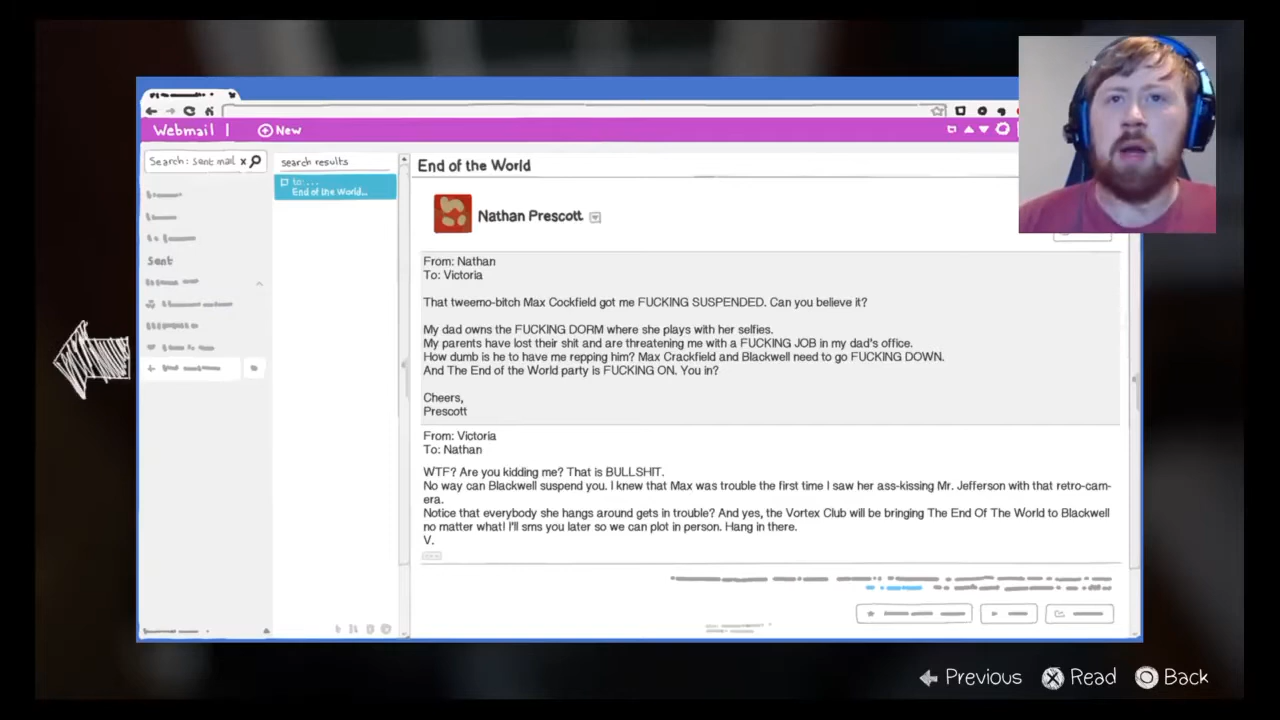 Webmail | + New
Search: sent mail x
search results
to: ...
End of the World...
Sent
End of the World
Nathan Prescott
From: Nathan
To: Victoria
That tweemo-bitch Max Cockfield got me FUCKING SUSPENDED. Can you believe it?
My dad owns the FUCKING DORM where she plays with her selfies.
My parents have lost their shit and are threatening me with a FUCKING JOB in my dad's office.
How dumb is he to have me repping him? Max Crackfield and Blackwell need to go FUCKING DOWN.
And The End of the World party is FUCKING ON. You in?
Cheers,
Prescott
From: Victoria
To: Nathan
WTF? Are you kidding me? That is BULLSHIT.
No way can Blackwell suspend you. I knew that Max was trouble the first time I saw her ass-kissing Mr. Jefferson with that retro-cam-
era.
Notice that everybody she hangs around gets in trouble? And yes, the Vortex Club will be bringing The End Of The World to Blackwell
no matter what! I'll sms you later so we can plot in person. Hang in there.
V.
Previous Read Back